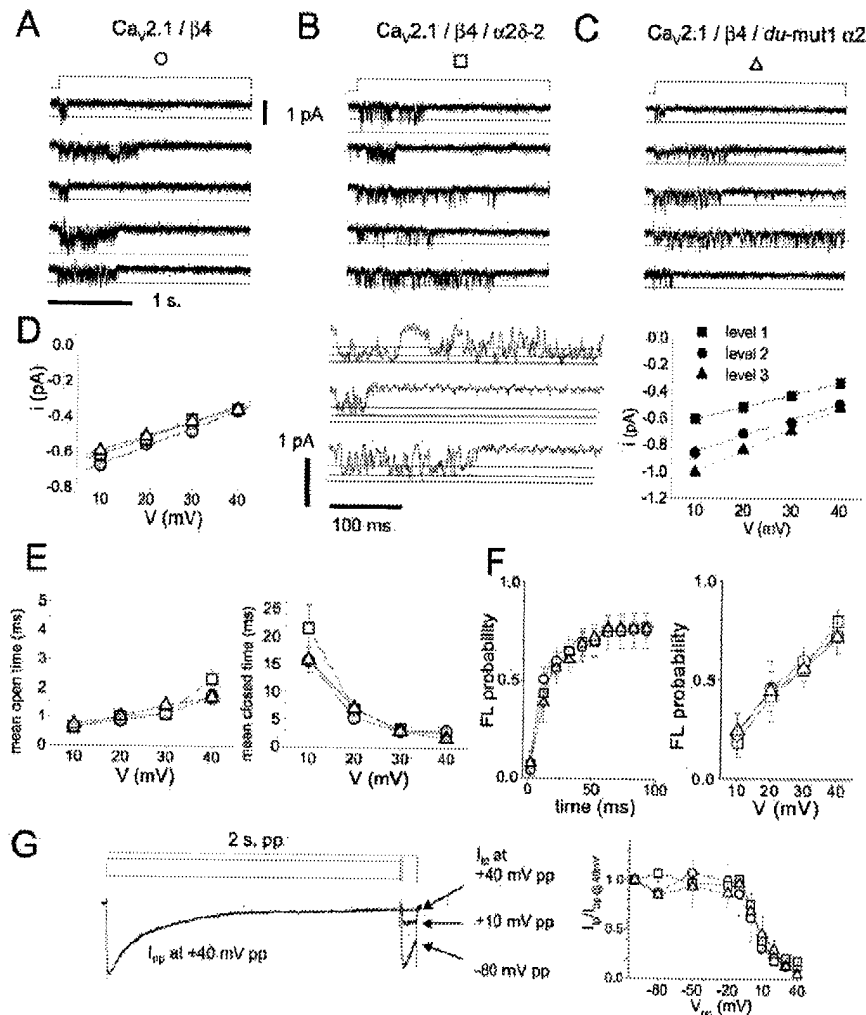 A
Ca_V2.1 / β4
B
Ca_V2.1 / β4 / α2δ-2
C
Ca_V2.1 / β4 / du-mut1 α2
1 pA
1 s.
D
0.0
-0.2
-0.4
-0.6
-0.8
i (pA)
10 20 30 40
V (mV)
1 pA
100 ms
level 1
level 2
level 3
0.0
-0.2
-0.4
-0.6
-0.8
-1.0
-1.2
i (pA)
10 20 30 40
V (mV)
E
mean open time (ms)
5
4
3
2
1
0
10 20 30 40
V (mV)
mean closed time (ms)
25
20
15
10
5
0
10 20 30 40
V (mV)
F
FL probability
1.0
0.5
0.0
0 50 100
time (ms)
FL probability
1.0
0.5
0.0
10 20 30 40
V (mV)
G
2 s. pp
I_pp at +40 mV pp
I_tp at
+40 mV pp
+10 mV pp
-80 mV pp
1.0
0.5
0.0
-80 -50 -20 10 40
V_pp (mV)